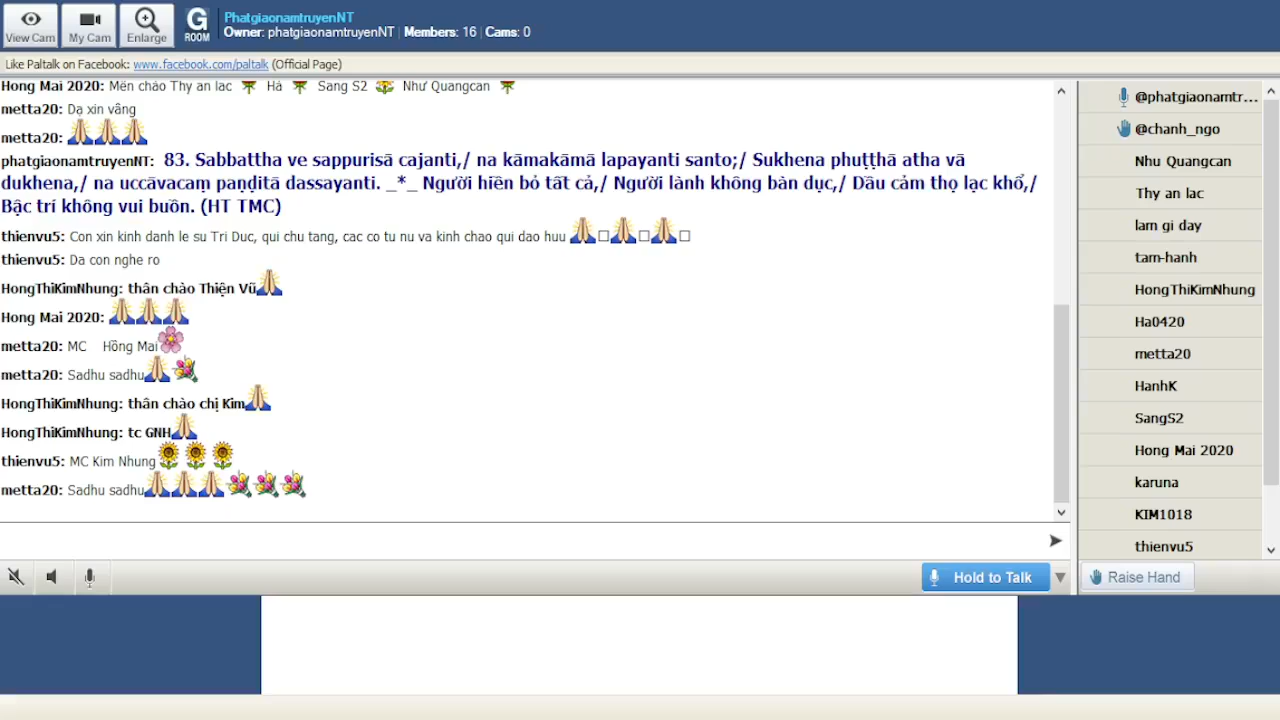 View Cam
My Cam
Enlarge
G
ROOM
PhatgiaonamtruyenNT
Owner: phatgiaonamtruyenNT | Members: 16 | Cams: 0
Like Paltalk on Facebook: www.facebook.com/paltalk (Official Page)
Hong Mai 2020: Mến chào Thy an lac Hà Sang S2 Như Quangcan
metta20: Dạ xin vâng
metta20:
phatgiaonamtruyenNT: 83. Sabbattha ve sappurisā cajanti,/ na kāmakāmā lapayanti santo;/ Sukhena phuṭṭhā atha vā
dukhena,/ na uccāvacaṃ paṇḍitā dassayanti. _*_ Người hiền bỏ tất cả,/ Người lành không bàn dục,/ Dầu cảm thọ lạc khổ,/
Bậc trí không vui buồn. (HT TMC)
thienvu5: Con xin kinh danh le su Tri Duc, qui chu tang, cac co tu nu va kinh chao qui dao huu
thienvu5: Da con nghe ro
HongThiKimNhung: thân chào Thiện Vũ
Hong Mai 2020:
metta20: MC Hồng Mai
metta20: Sadhu sadhu
HongThiKimNhung: thân chào chị Kim
HongThiKimNhung: tc GNH
thienvu5: MC Kim Nhung
metta20: Sadhu sadhu
@phatgiaonamtr...
@chanh_ngo
Nhu Quangcan
Thy an lac
lam gi day
tam-hanh
HongThiKimNhung
Ha0420
metta20
HanhK
SangS2
Hong Mai 2020
karuna
KIM1018
thienvu5
Hold to Talk
Raise Hand